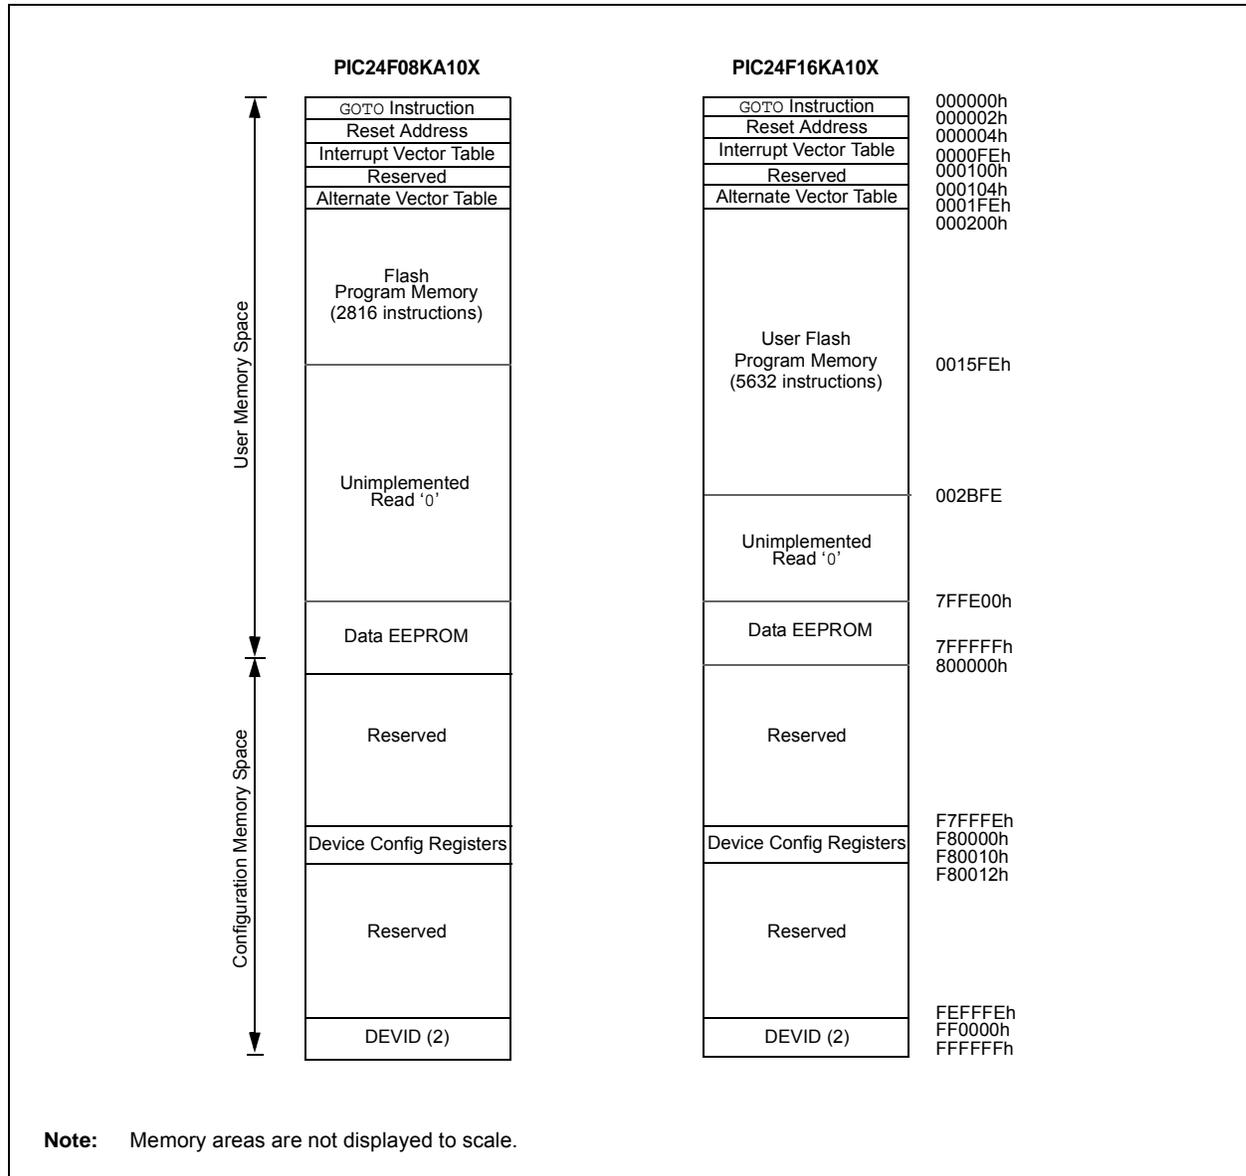 PIC24F08KA10X
PIC24F16KA10X
GOTO Instruction
Reset Address
Interrupt Vector Table
Reserved
Alternate Vector Table
Flash
Program Memory
(2816 instructions)
Unimplemented
Read ‘0’
Data EEPROM
Reserved
Device Config Registers
Reserved
DEVID (2)
GOTO Instruction
Reset Address
Interrupt Vector Table
Reserved
Alternate Vector Table
User Flash
Program Memory
(5632 instructions)
Unimplemented
Read ‘0’
Data EEPROM
Reserved
Device Config Registers
Reserved
DEVID (2)
000000h
000002h
000004h
0000FEh
000100h
000104h
0001FEh
000200h
0015FEh
002BFE
7FFE00h
7FFFFFh
800000h
F7FFFEh
F80000h
F80010h
F80012h
FEFFFEh
FF0000h
FFFFFFh
User Memory Space
Configuration Memory Space
Note: Memory areas are not displayed to scale.